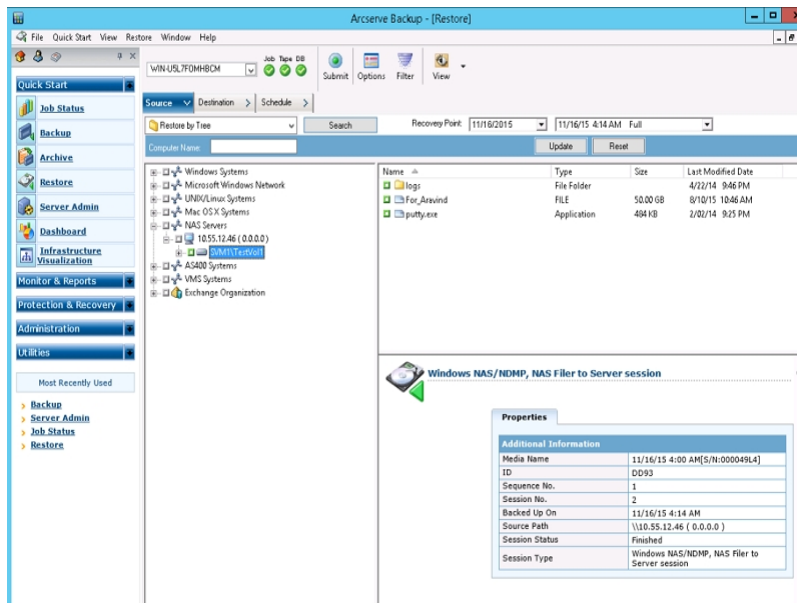 Arcserve Backup - [Restore]
File Quick Start View Restore Window Help
WIN-U5L7F0MHBCM
Job Tape DB
Submit Options Filter View
Quick Start
Job Status
Backup
Archive
Restore
Server Admin
Dashboard
Infrastructure
Visualization
Monitor & Reports
Protection & Recovery
Administration
Utilities
Most Recently Used
Backup
Server Admin
Job Status
Restore
Source Destination Schedule
Restore by Tree Search Recovery Point: 11/16/2015 11/16/15 4:14 AM Full
Computer Name: Update Reset
Windows Systems
Microsoft Windows Network
UNIX/Linux Systems
Mac OS X Systems
NAS Servers
10.55.12.46 ( 0.0.0.0 )
SVM1\TestVol1
AS400 Systems
VMS Systems
Exchange Organization
Name Type Size Last Modified Date
logs File Folder 4/22/14 9:46 PM
For_Aravind FILE 50.00 GB 8/10/15 10:46 AM
putty.exe Application 484 KB 2/02/14 9:25 PM
Windows NAS/NDMP, NAS Filer to Server session
Properties
Additional Information
Media Name 11/16/15 4:00 AM[S/N:000049L4]
ID DD93
Sequence No. 1
Session No. 2
Backed Up On 11/16/15 4:14 AM
Source Path \\10.55.12.46 ( 0.0.0.0 )
Session Status Finished
Session Type Windows NAS/NDMP, NAS Filer to
Server session